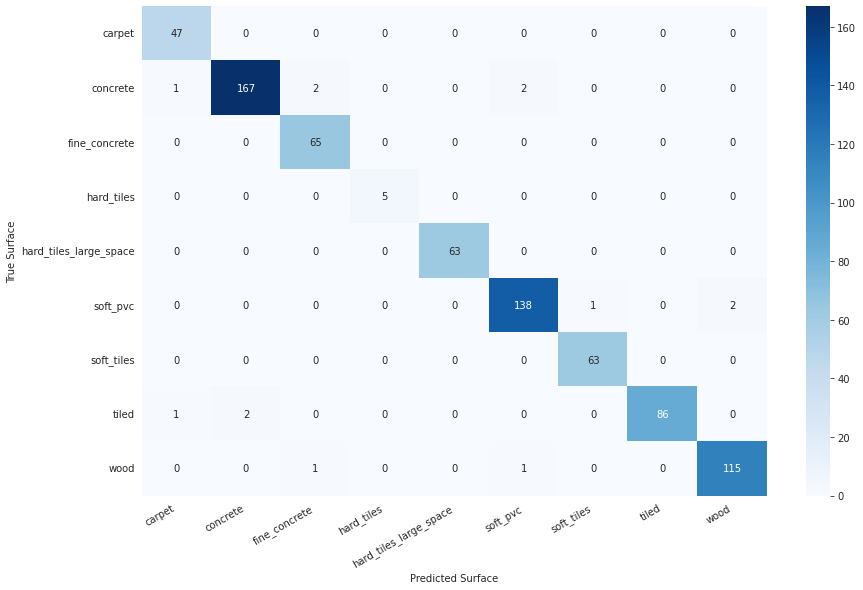 carpet 47 0 0 0 0 0 0 0 0
concrete 1 167 2 0 0 2 0 0 0
fine_concrete 0 0 65 0 0 0 0 0 0
hard_tiles 0 0 0 5 0 0 0 0 0
hard_tiles_large_space 0 0 0 0 63 0 0 0 0
soft_pvc 0 0 0 0 0 138 1 0 2
soft_tiles 0 0 0 0 0 0 63 0 0
tiled 1 2 0 0 0 0 0 86 0
wood 0 0 1 0 0 1 0 0 115
carpet concrete fine_concrete hard_tiles hard_tiles_large_space soft_pvc soft_tiles tiled wood
Predicted Surface
True Surface
160
140
120
100
80
60
40
20
0